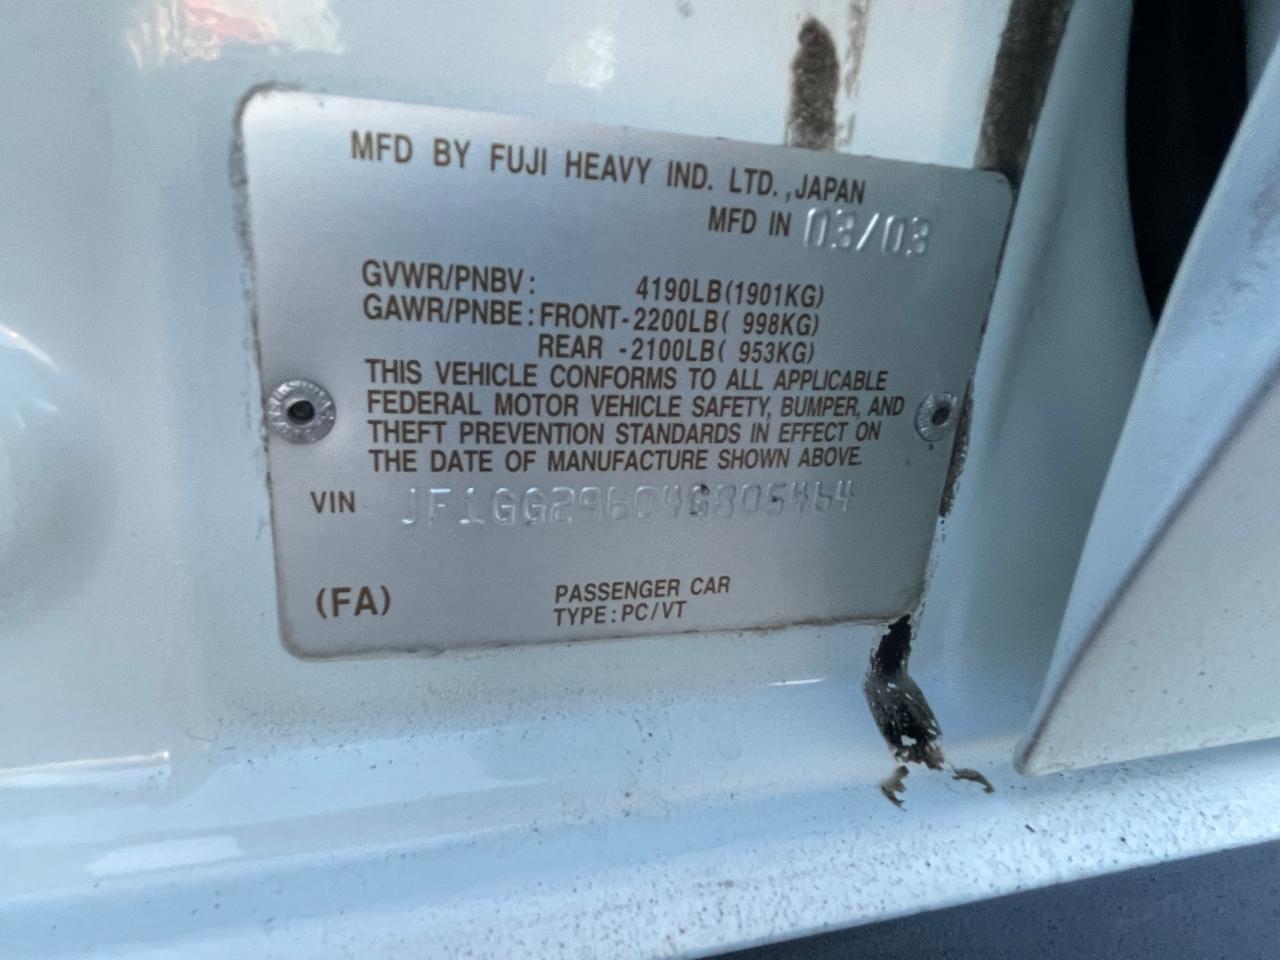 MFD BY FUJI HEAVY IND. LTD.,JAPAN
MFD IN 03/03
GVWR/PNBV: 4190LB(1901KG)
GAWR/PNBE:FRONT-2200LB( 998KG)
REAR -2100LB( 953KG)
THIS VEHICLE CONFORMS TO ALL APPLICABLE
FEDERAL MOTOR VEHICLE SAFETY, BUMPER, AND
THEFT PREVENTION STANDARDS IN EFFECT ON
THE DATE OF MANUFACTURE SHOWN ABOVE.
VIN JF1GG29604G805464
(FA) PASSENGER CAR
TYPE:PC/VT